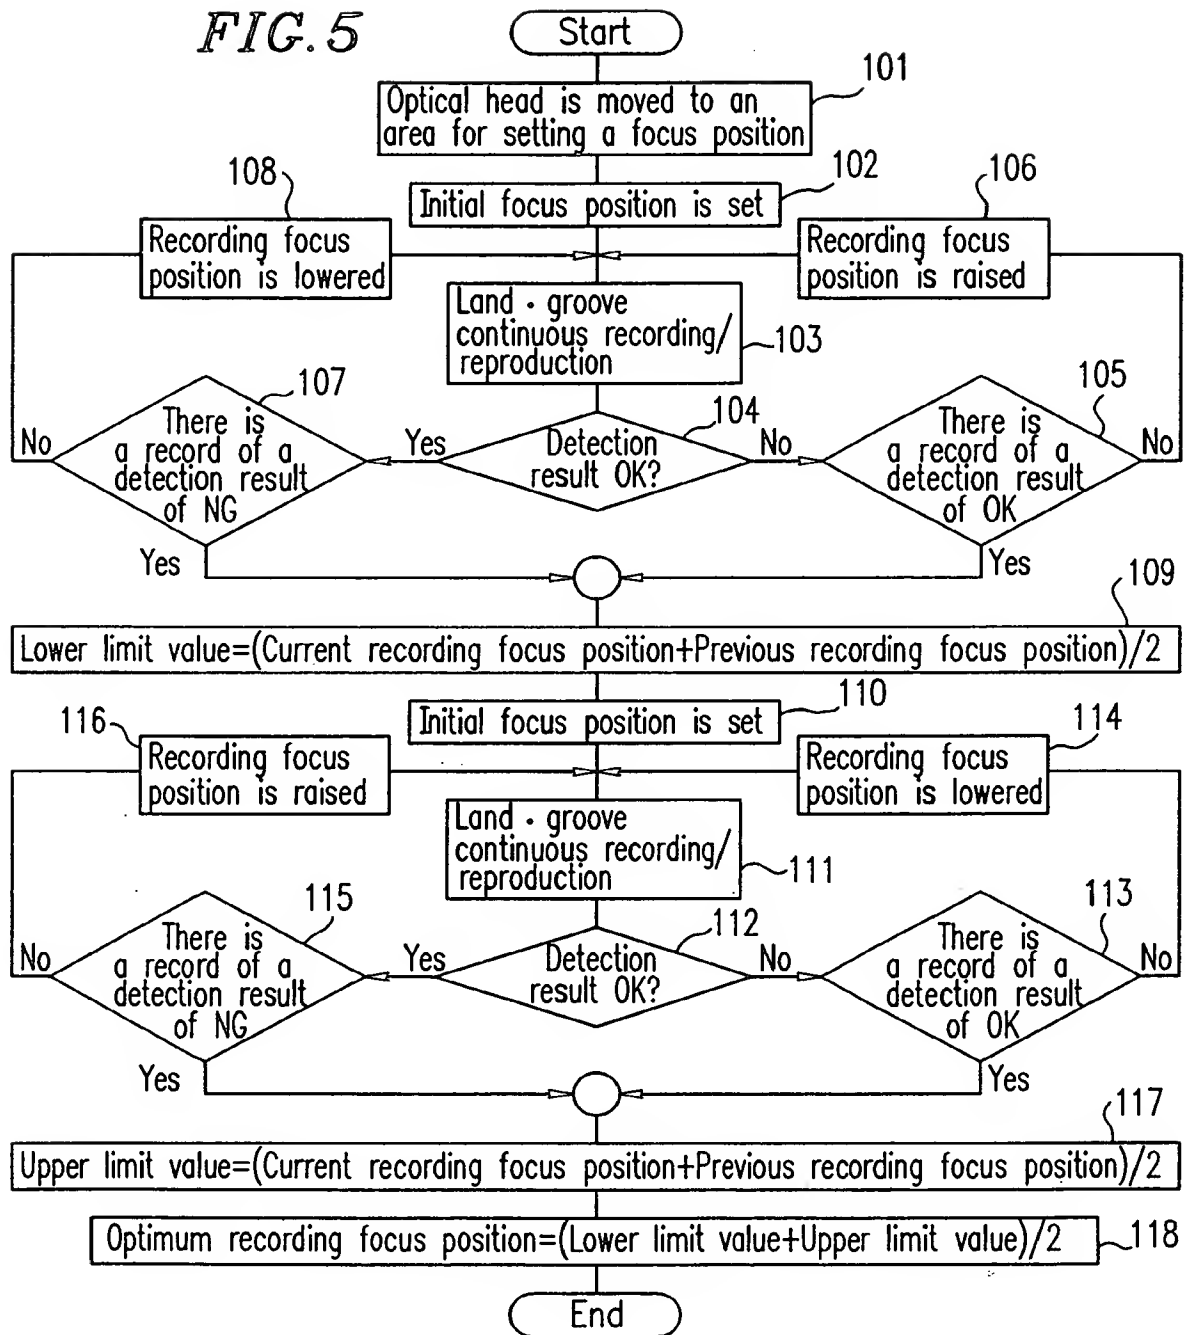 FIG. 5
Start
101
Optical head is moved to an
area for setting a focus position
108
102
106
Initial focus position is set
Recording focus
position is lowered
Recording focus
position is raised
Land · groove
continuous recording/
reproduction
103
107
104
105
There is
a record of a
detection result
of NG
No
Yes
Detection
result OK?
No
There is
a record of a
detection result
of OK
No
Yes
Yes
109
Lower limit value=(Current recording focus position+Previous recording focus position)/2
110
116
Initial focus position is set
114
Recording focus
position is raised
Recording focus
position is lowered
Land · groove
continuous recording/
reproduction
111
115
112
113
There is
a record of a
detection result
of NG
No
Yes
Detection
result OK?
No
There is
a record of a
detection result
of OK
No
Yes
Yes
117
Upper limit value=(Current recording focus position+Previous recording focus position)/2
Optimum recording focus position=(Lower limit value+Upper limit value)/2
118
End